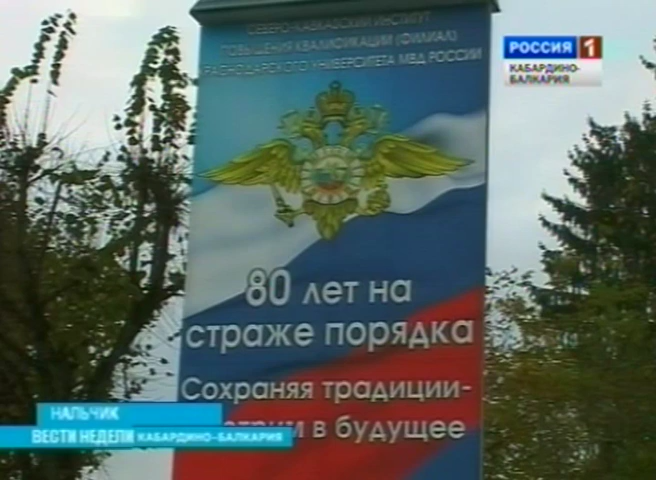 СЕВЕРО-КАВКАЗСКИЙ ИНСТИТУТ
ПОВЫШЕНИЯ КВАЛИФИКАЦИИ (ФИЛИАЛ)
КРАСНОДАРСКОГО УНИВЕРСИТЕТА МВД РОССИИ
РОССИЯ 1
КАБАРДИНО-
БАЛКАРИЯ
80 лет на
страже порядка
Сохраняя традиции-
в будущее
НАЛЬЧИК
ВЕСТИ НЕДЕЛИ КАБАРДИНО-БАЛКАРИЯ